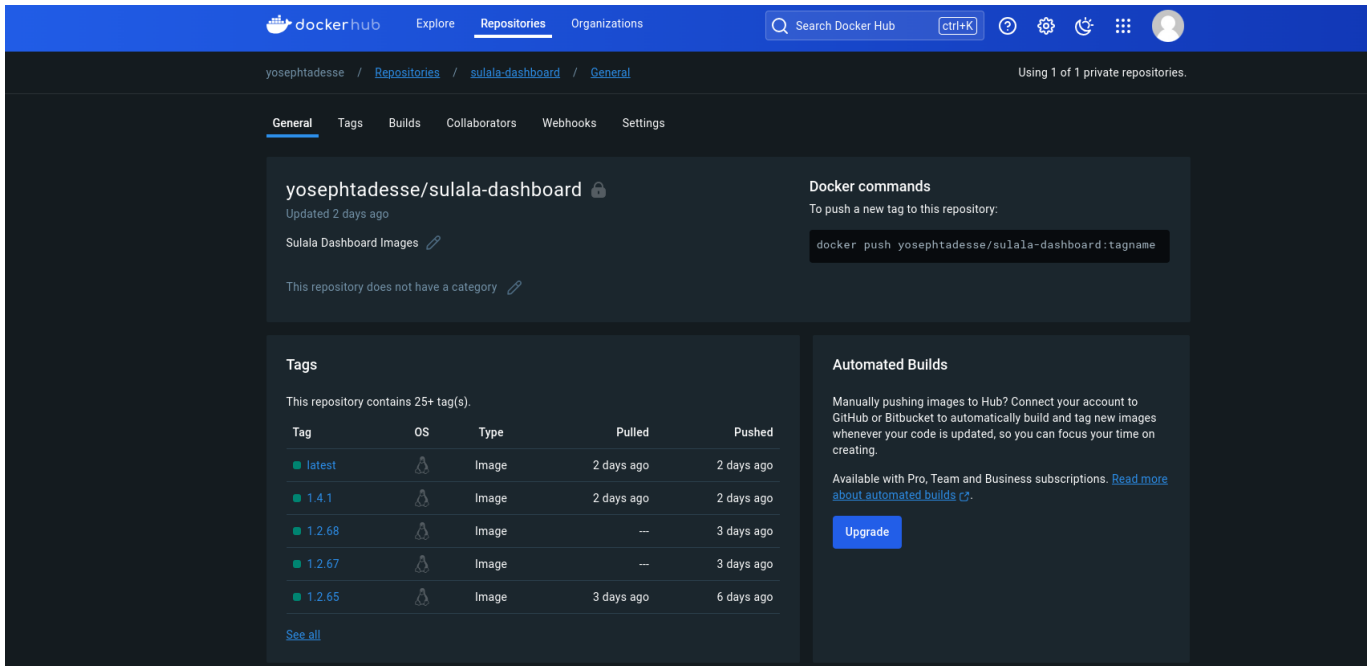 dockerhub Explore Repositories Organizations Search Docker Hub ctrl+K
yosephtadesse / Repositories / sulala-dashboard / General Using 1 of 1 private repositories.
General Tags Builds Collaborators Webhooks Settings
yosephtadesse/sulala-dashboard
Updated 2 days ago
Sulala Dashboard Images
This repository does not have a category
Docker commands
To push a new tag to this repository:
docker push yosephtadesse/sulala-dashboard:tagname
Tags
This repository contains 25+ tag(s).
Tag OS Type Pulled Pushed
latest Image 2 days ago 2 days ago
1.4.1 Image 2 days ago 2 days ago
1.2.68 Image --- 3 days ago
1.2.67 Image --- 3 days ago
1.2.65 Image 3 days ago 6 days ago
See all
Automated Builds
Manually pushing images to Hub? Connect your account to
GitHub or Bitbucket to automatically build and tag new images
whenever your code is updated, so you can focus your time on
creating.
Available with Pro, Team and Business subscriptions. Read more
about automated builds.
Upgrade